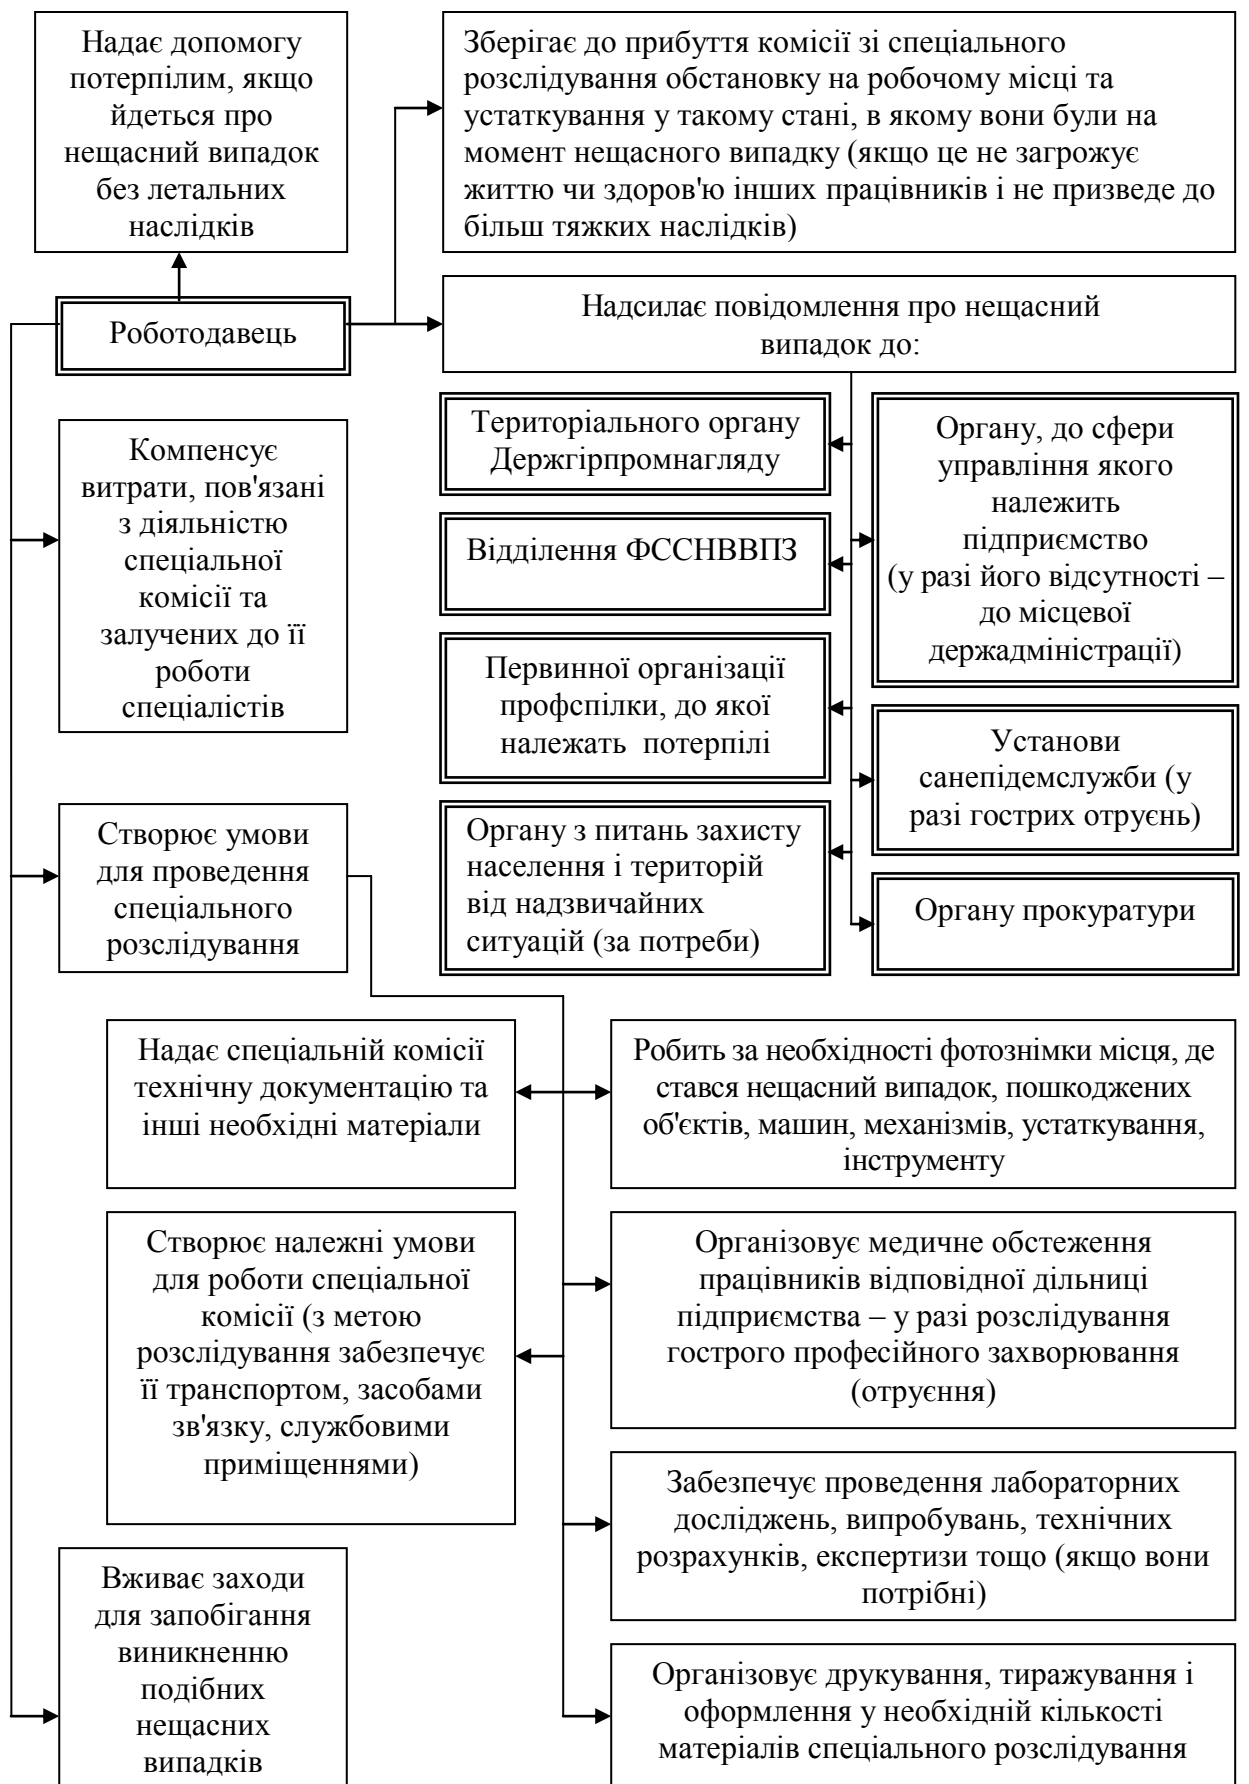 Надає допомогу
потерпілим, якщо
йдеться про
нещасний випадок
без летальних
наслідків
Зберігає до прибуття комісії зі спеціального
розслідування обстановку на робочому місці та
устаткування у такому стані, в якому вони були на
момент нещасного випадку (якщо це не загрожує
життю чи здоров'ю інших працівників і не призведе до
більш тяжких наслідків)
Роботодавець
Надсилає повідомлення про нещасний
випадок до:
Територіального органу
Держгірпромнагляду
Органу, до сфери
управління якого
належить
підприємство
(у разі його відсутності –
до місцевої
держадміністрації)
Компенсує
витрати, пов'язані
з діяльністю
спеціальної
комісії та
залучених до її
роботи
спеціалістів
Відділення ФССНВВПЗ
Первинної організації
профспілки, до якої
належать потерпілі
Установи
санепідемслужби (у
разі гострих отруєнь)
Створює умови
для проведення
спеціального
розслідування
Органу з питань захисту
населення і територій
від надзвичайних
ситуацій (за потреби)
Органу прокуратури
Надає спеціальній комісії
технічну документацію та
інші необхідні матеріали
Робить за необхідності фотознімки місця, де
стався нещасний випадок, пошкоджених
об'єктів, машин, механізмів, устаткування,
інструменту
Створює належні умови
для роботи спеціальної
комісії (з метою
розслідування забезпечує
її транспортом, засобами
зв'язку, службовими
приміщеннями)
Організовує медичне обстеження
працівників відповідної дільниці
підприємства – у разі розслідування
гострого професійного захворювання
(отруєння)
Забезпечує проведення лабораторних
досліджень, випробувань, технічних
розрахунків, експертизи тощо (якщо вони
потрібні)
Вживає заходи
для запобігання
виникненню
подібних
нещасних
випадків
Організовує друкування, тиражування і
оформлення у необхідній кількості
матеріалів спеціального розслідування